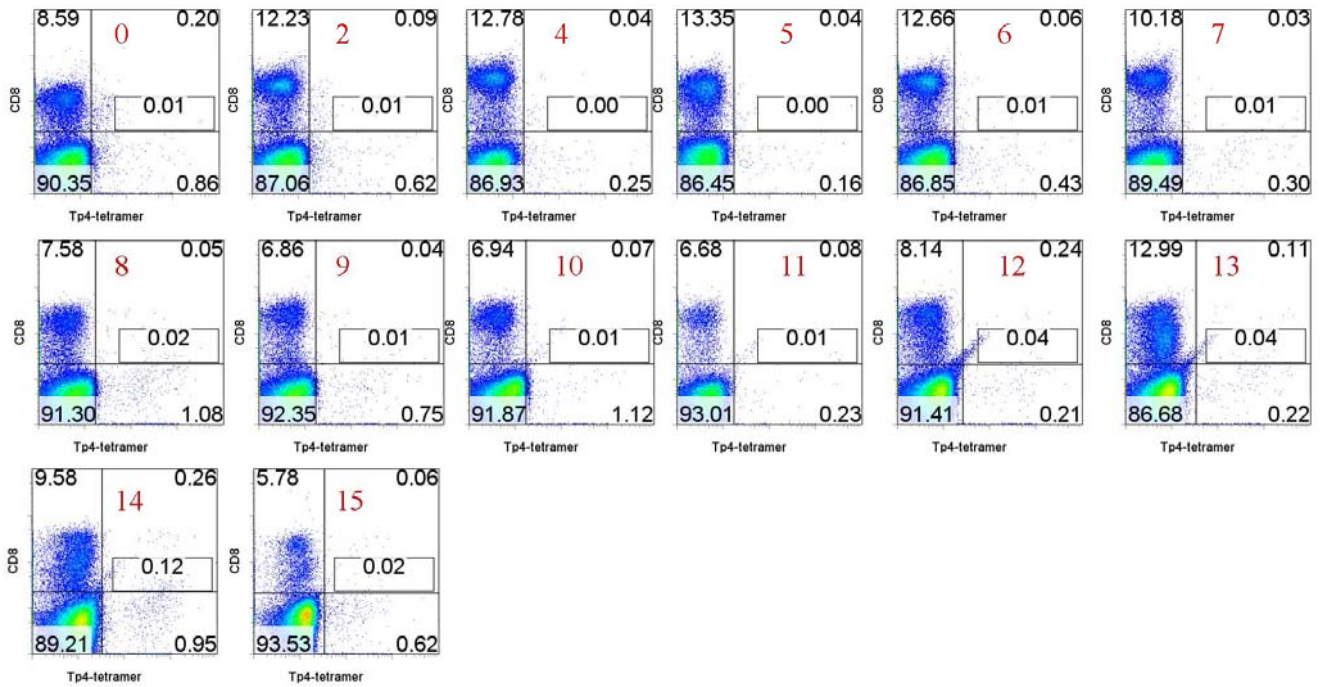 8.59 0.20 12.23 0.09 12.78 0.04 13.35 0.04 12.66 0.06 10.18 0.03
0 2 4 5 6 7
CD8 0.01 CD8 0.01 CD8 0.00 CD8 0.00 CD8 0.01 CD8 0.01
90.35 0.86 87.06 0.62 86.93 0.25 86.45 0.16 86.85 0.43 89.49 0.30
Tp4-tetramer Tp4-tetramer Tp4-tetramer Tp4-tetramer Tp4-tetramer Tp4-tetramer
7.58 0.05 6.86 0.04 6.94 0.07 6.68 0.08 8.14 0.24 12.99 0.11
8 9 10 11 12 13
CD8 0.02 CD8 0.01 CD8 0.01 CD8 0.01 CD8 0.04 CD8 0.04
91.30 1.08 92.35 0.75 91.87 1.12 93.01 0.23 91.41 0.21 86.68 0.22
Tp4-tetramer Tp4-tetramer Tp4-tetramer Tp4-tetramer Tp4-tetramer Tp4-tetramer
9.58 0.26 5.78 0.06
14 15
CD8 0.12 CD8 0.02
89.21 0.95 93.53 0.62
Tp4-tetramer Tp4-tetramer